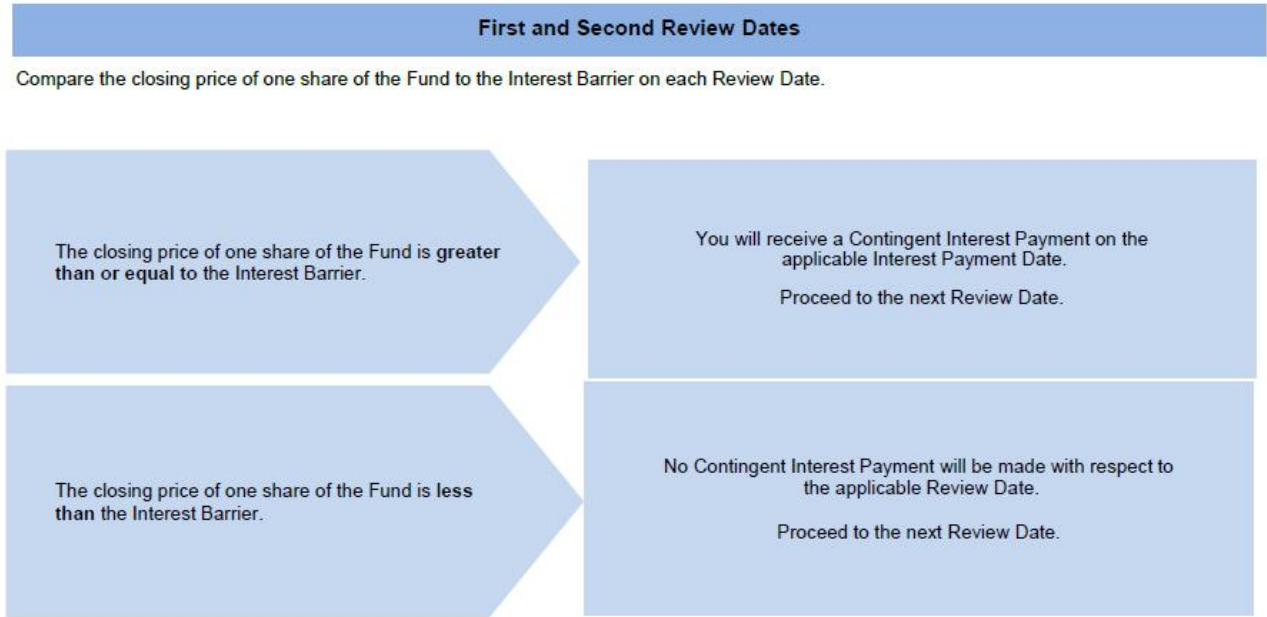 First and Second Review Dates
Compare the closing price of one share of the Fund to the Interest Barrier on each Review Date.
The closing price of one share of the Fund is greater
than or equal to the Interest Barrier.
You will receive a Contingent Interest Payment on the
applicable Interest Payment Date.
Proceed to the next Review Date.
The closing price of one share of the Fund is less
than the Interest Barrier.
No Contingent Interest Payment will be made with respect to
the applicable Review Date.
Proceed to the next Review Date.